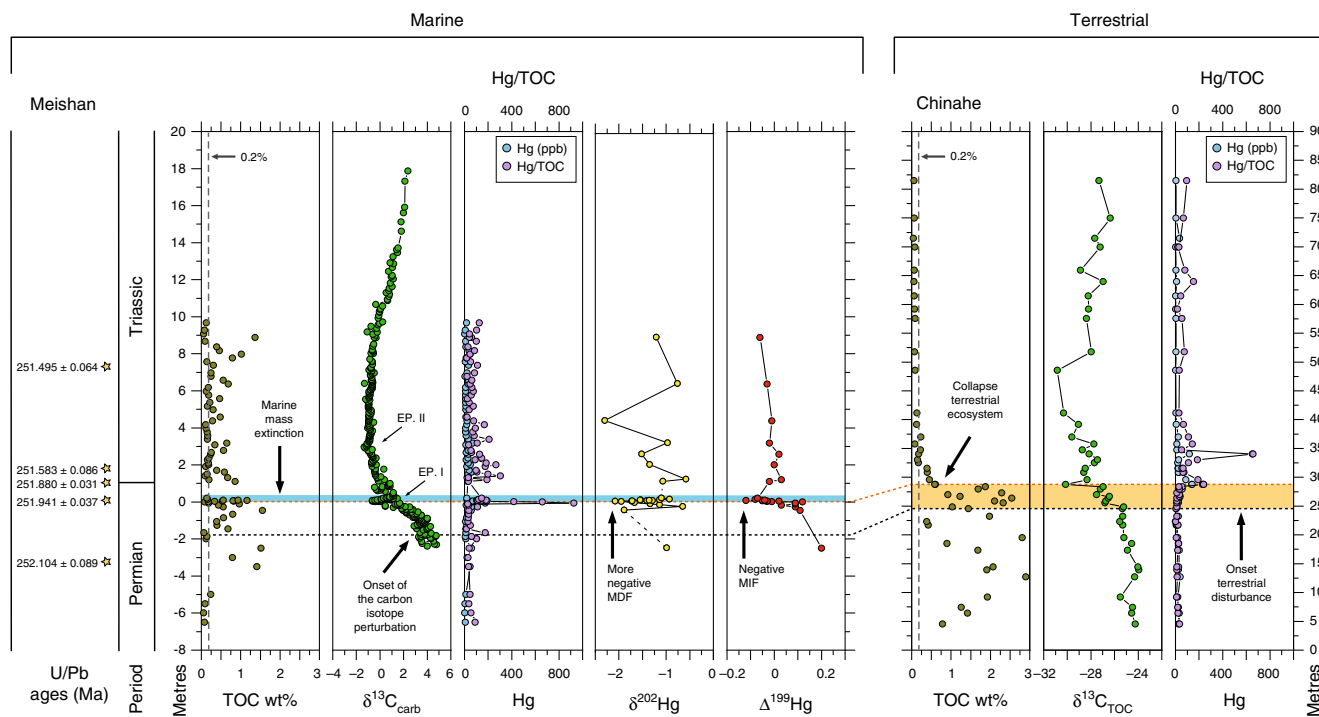 Marine
Terrestrial
Hg/TOC
Hg/TOC
Meishan
Chinahe
0 400 800
0 400 800
20
18
16
14
12
10
8
6
4
2
0
−2
−4
−6
−8
90
85
80
75
70
65
60
55
50
45
40
35
30
25
20
15
10
5
0
0.2%
0.2%
Hg (ppb)
Hg/TOC
Hg (ppb)
Hg/TOC
Triassic
Permian
251.495 ± 0.064
251.583 ± 0.086
251.880 ± 0.031
251.941 ± 0.037
252.104 ± 0.089
Marine
mass
extinction
EP. II
EP. I
Onset of
the carbon
isotope
perturbation
More
negative
MDF
Negative
MIF
Collapse
terrestrial
ecosystem
Onset
terrestrial
disturbance
0 1 2 3
−4 −2 0 2 4 6
0 400 800
−2 −1 0
−0.2 0 0.2
0 1 2 3
−32 −28 −24
0 400 800
U/Pb
ages (Ma)
Period
Metres
TOC wt%
δ¹³C_carb
Hg
δ²⁰²Hg
Δ¹⁹⁹Hg
TOC wt%
δ¹³C_TOC
Hg
Metres